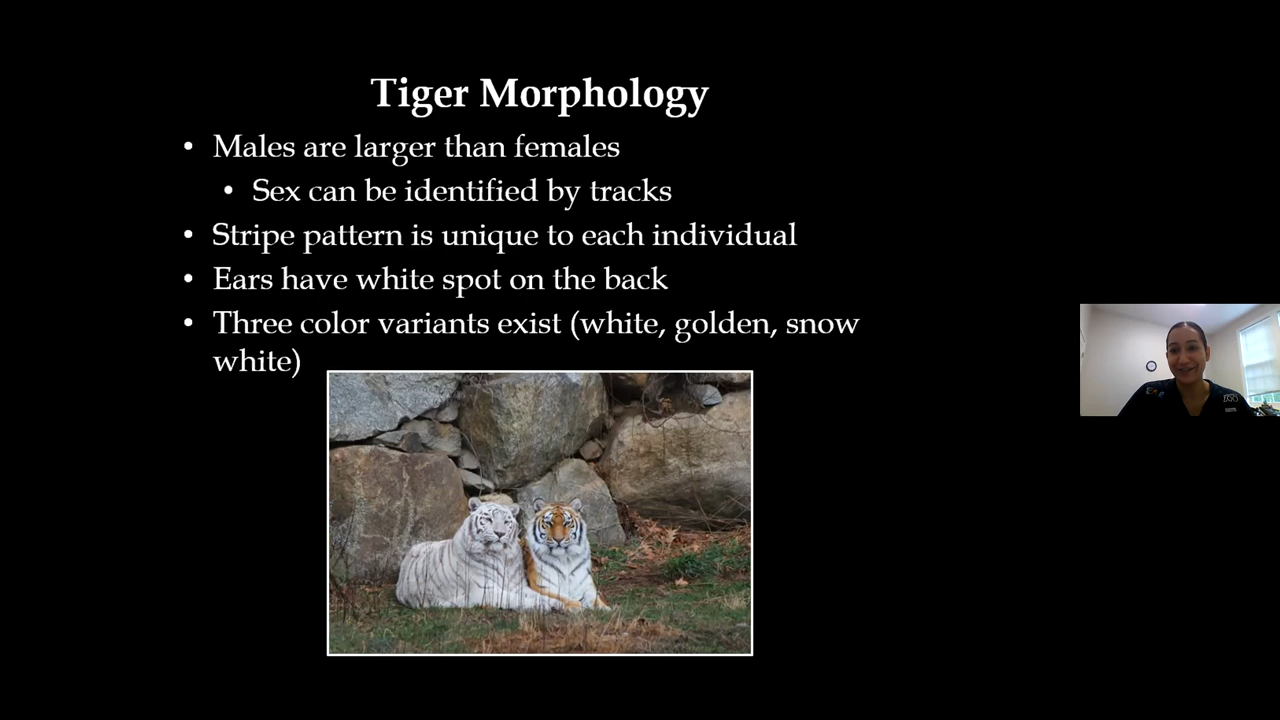 Tiger Morphology
• Males are larger than females
• Sex can be identified by tracks
• Stripe pattern is unique to each individual
• Ears have white spot on the back
• Three color variants exist (white, golden, snow
white)